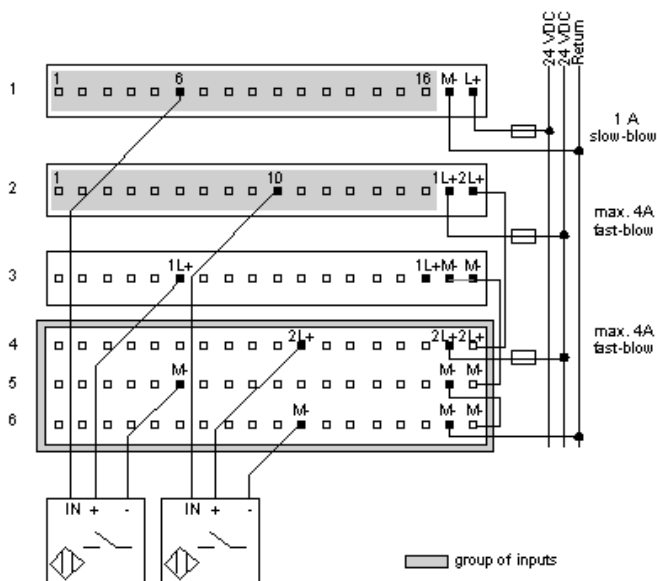 24 VDC
24 VDC
Return
1
1 6 16 M- L+
1 A
slow-blow
2
1 10 1L+ 2L+
max. 4A
fast-blow
3
1L+ 1L+ M- M-
4
2L+ 2L+ 2L+
max. 4A
fast-blow
5
M- M- M-
6
M- M- M-
IN + -
IN + -
group of inputs